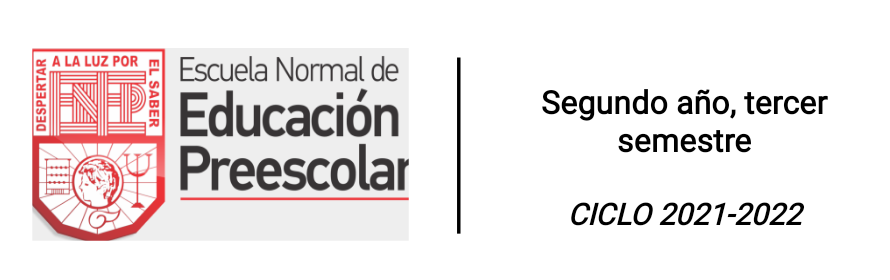 DESPERTAR A LA LUZ POR EL SABER
ENEP
Escuela Normal de
Educación
Preescolar
Segundo año, tercer
semestre
CICLO 2021-2022